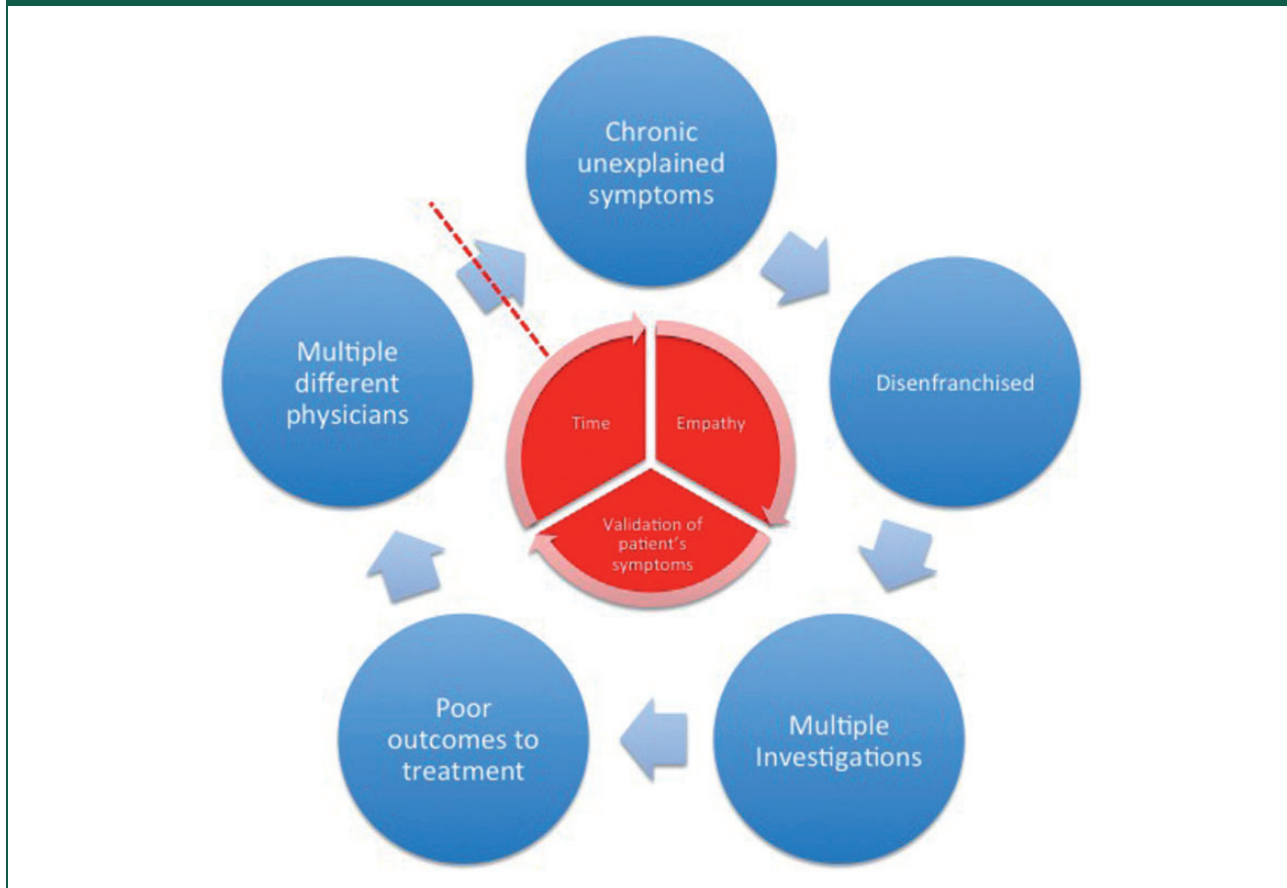 Chronic
unexplained
symptoms
Disenfranchised
Multiple
Investigations
Poor
outcomes to
treatment
Multiple
different
physicians
Time
Empathy
Validation of
patient's
symptoms